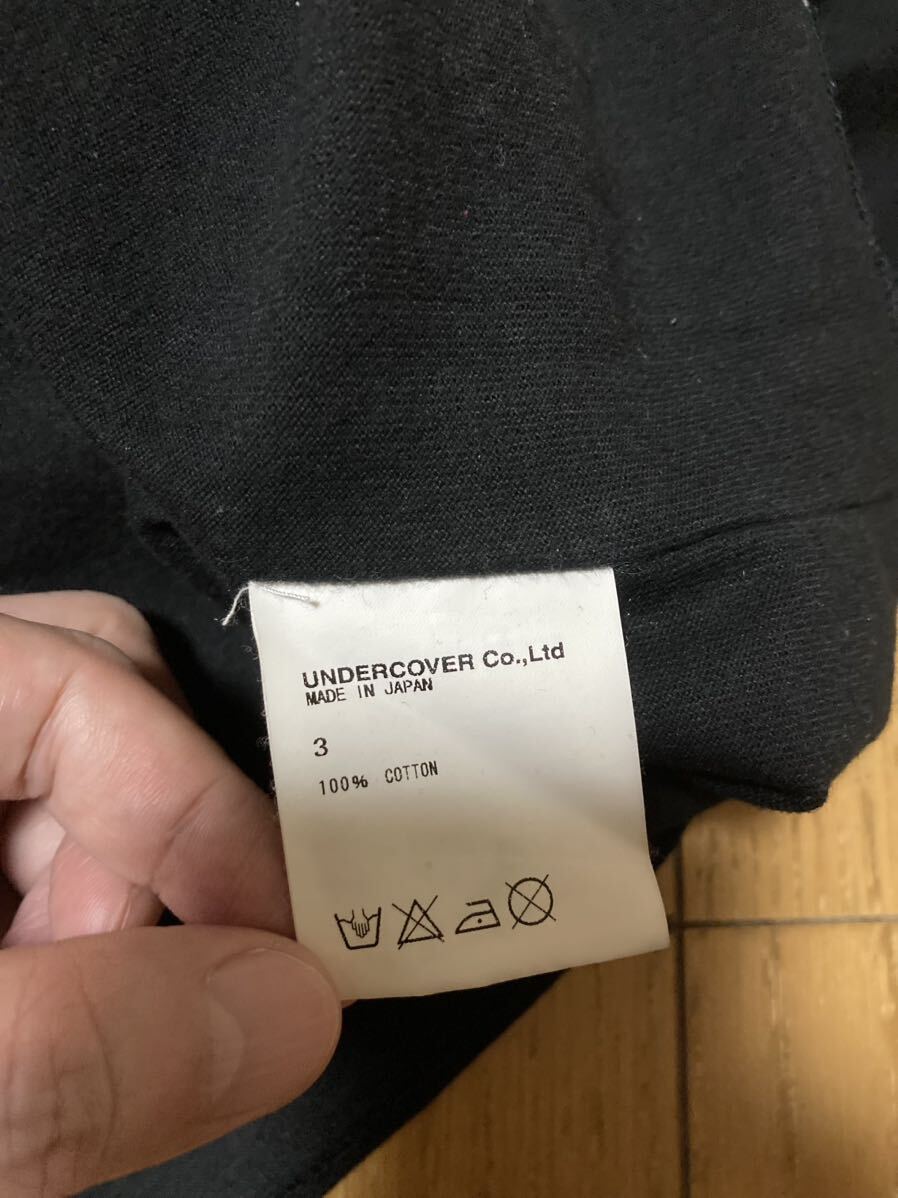 UNDERCOVER Co.,Ltd
MADE IN JAPAN
3
100% COTTON